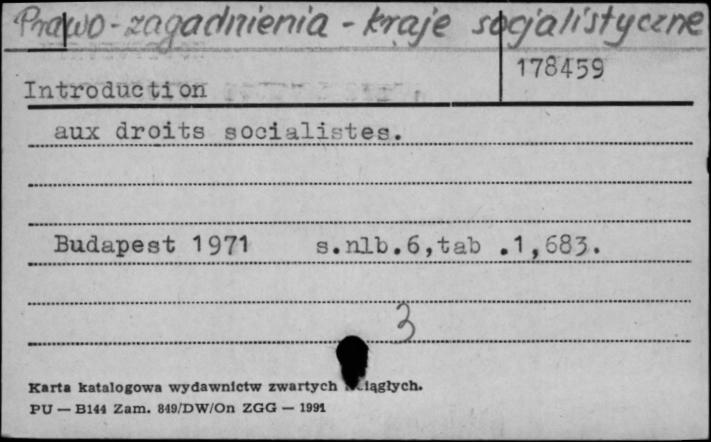 Prawo-zagadnienia - kraje socjalistyczne
178459
Introduction
aux droits socialistes.
Budapest 1971 s.nlb.6,tab .1,683.
3
Karta katalogowa wydawnictw zwartych ciągłych.
PU — B144 Zam. 849/DW/On ZGG — 1991